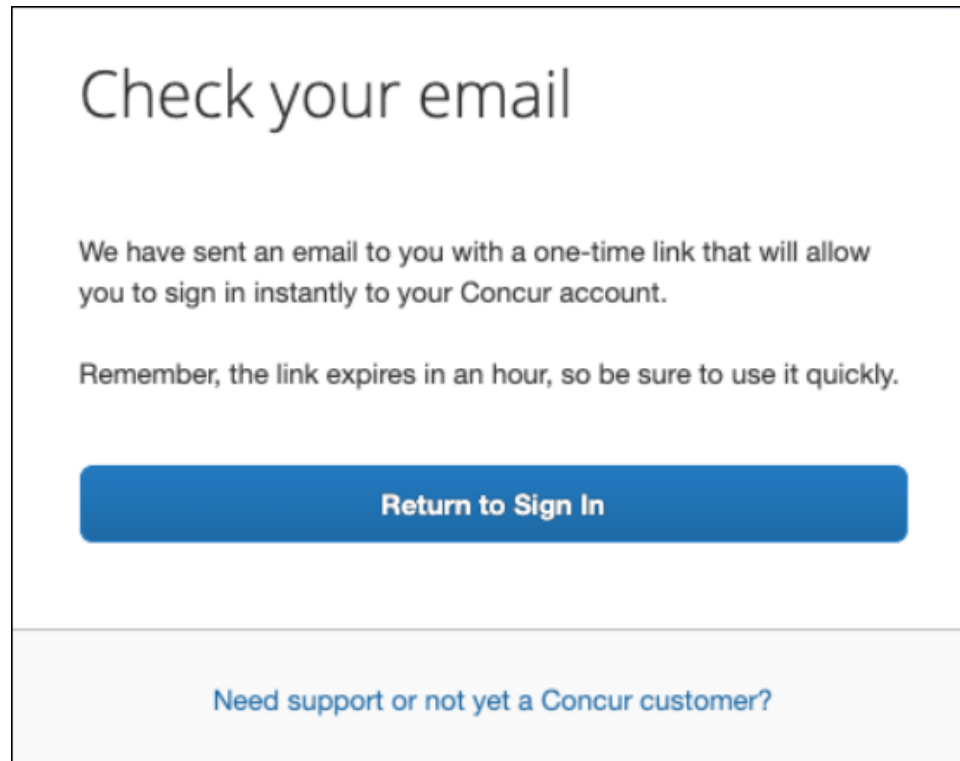 Check your email
We have sent an email to you with a one-time link that will allow
you to sign in instantly to your Concur account.
Remember, the link expires in an hour, so be sure to use it quickly.
Return to Sign In
Need support or not yet a Concur customer?